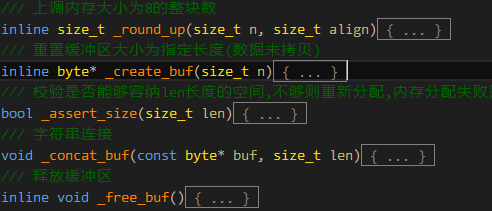 /// 上调内存大小为8的整块数
inline size_t _round_up(size_t n, size_t align){ ... }
/// 重置缓冲区大小为指定长度(数据未拷贝)
inline byte* _create_buf(size_t n){ ... }
/// 校验是否能够容纳len长度的空间,不够则重新分配,内存分配失败
bool _assert_size(size_t len){ ... }
/// 字符串连接
void _concat_buf(const byte* buf, size_t len){ ... }
/// 释放缓冲区
inline void _free_buf(){ ... }